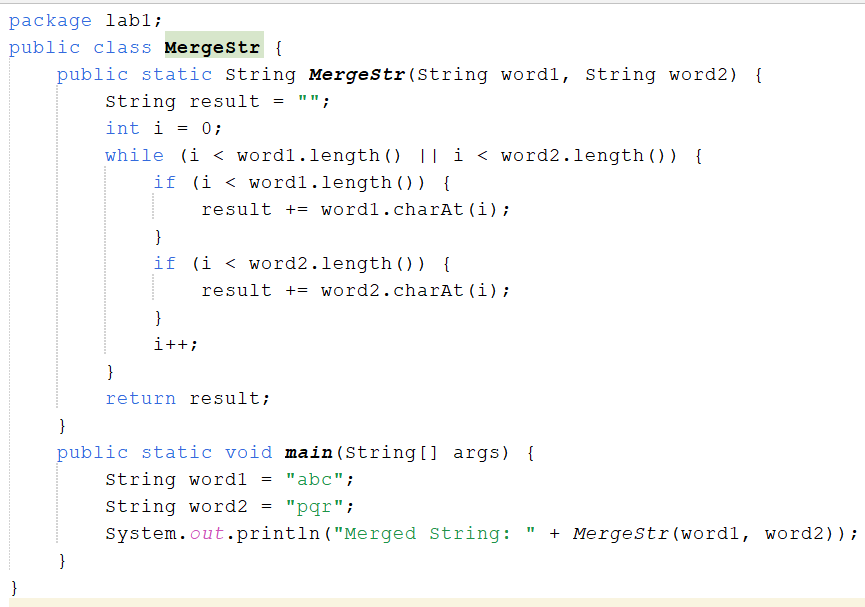 package lab1;
public class MergeStr {
    public static String MergeStr(String word1, String word2) {
        String result = "";
        int i = 0;
        while (i < word1.length() || i < word2.length()) {
            if (i < word1.length()) {
                result += word1.charAt(i);
            }
            if (i < word2.length()) {
                result += word2.charAt(i);
            }
            i++;
        }
        return result;
    }
    public static void main(String[] args) {
        String word1 = "abc";
        String word2 = "pqr";
        System.out.println("Merged String: " + MergeStr(word1, word2));
    }
}